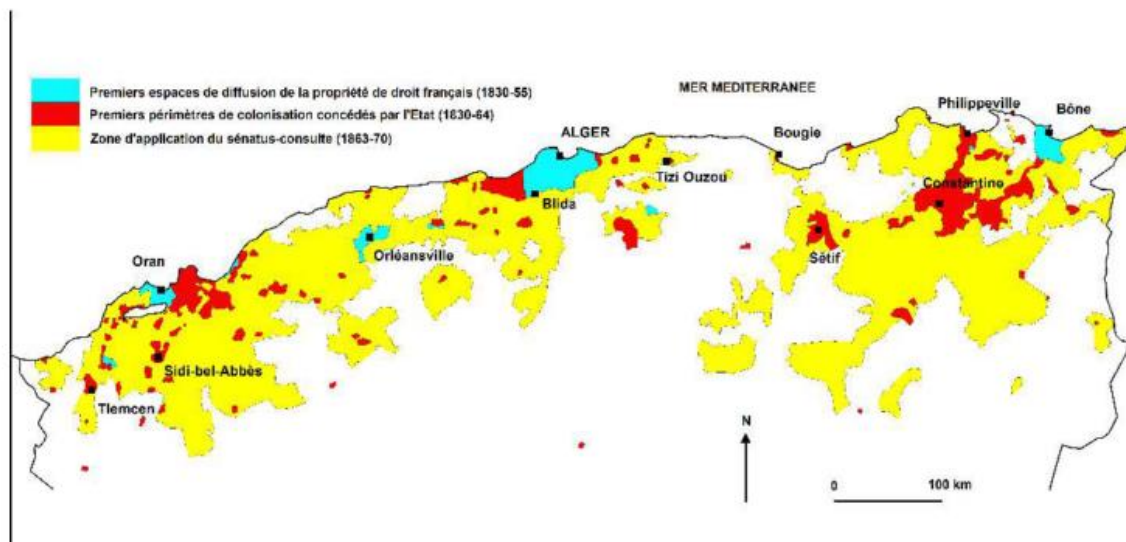 Premiers espaces de diffusion de la propriété de droit français (1830-55)
Premiers périmètres de colonisation concédés par l'Etat (1830-64)
Zone d'application du sénatus-consulte (1863-70)
MER MEDITERRANEE
Philippeville
Bône
ALGER
Bougie
Tizi Ouzou
Constantine
Blida
Orléansville
Sétif
Oran
Sidi-bel-Abbès
Tlemcen
N
0 100 km